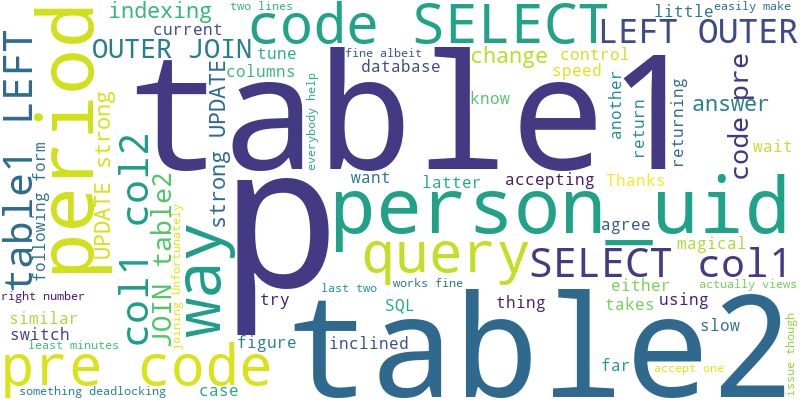 indexing
two lines
code SELECT
little
easily make
current
LEFT OUTER
OUTER JOIN
tune
fine albeit
change
control
columns
database
speed
table1
know
answer
period
table1 LEFT
following form
UPDATE strong
col1 col2
JOIN table2
strong UPDATE
everybody help
another
return
returning
code pre
wait
p
want
latter
accepting
Thanks
person_uid
agree
way
Joining Unfortunately
query
magical
SELECT col1
either
actually views
right number
try
last two
works fine
thing
using
takes
similar
SQL
table2
slow
switch
figure
inclined
least minutes
pre code
far
accept one
something deadlocking
case
issue though